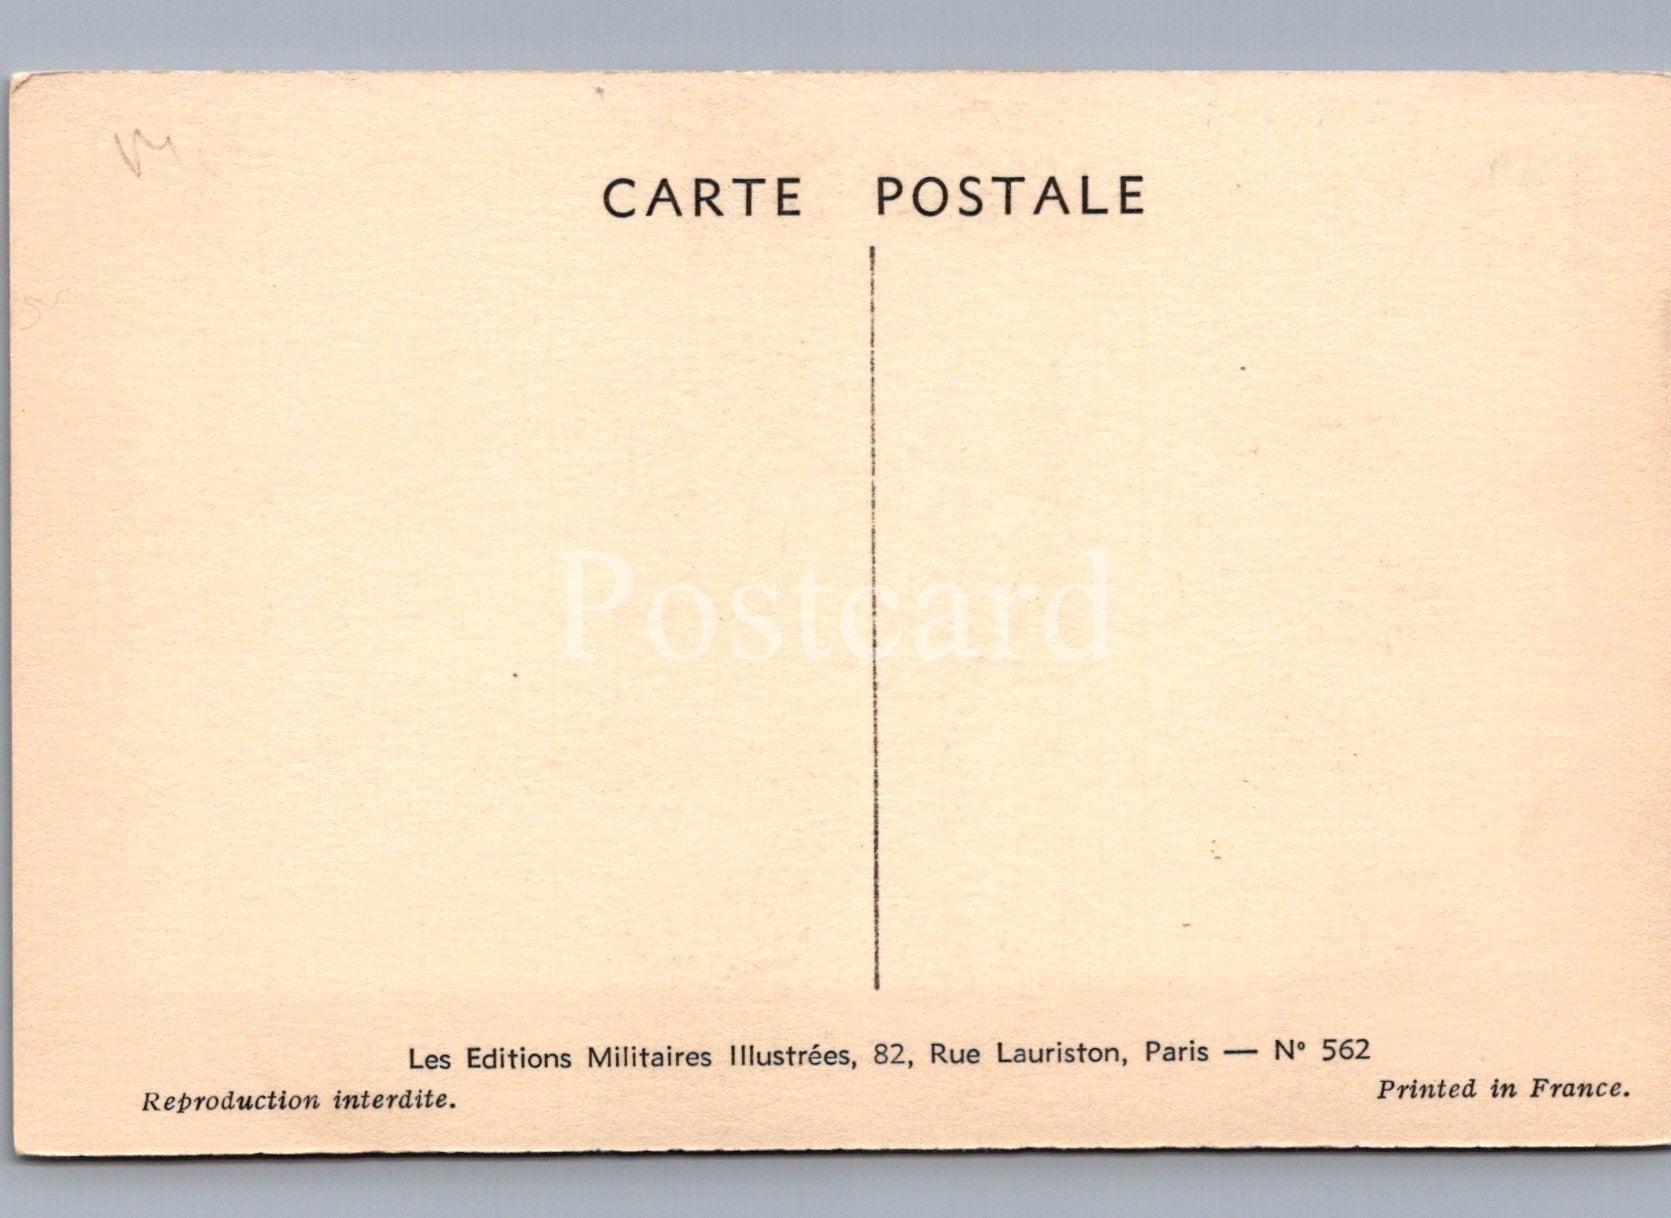 CARTE POSTALE
Postcard
Les Editions Militaires Illustrées, 82, Rue Lauriston, Paris — N° 562
Reproduction interdite.
Printed in France.